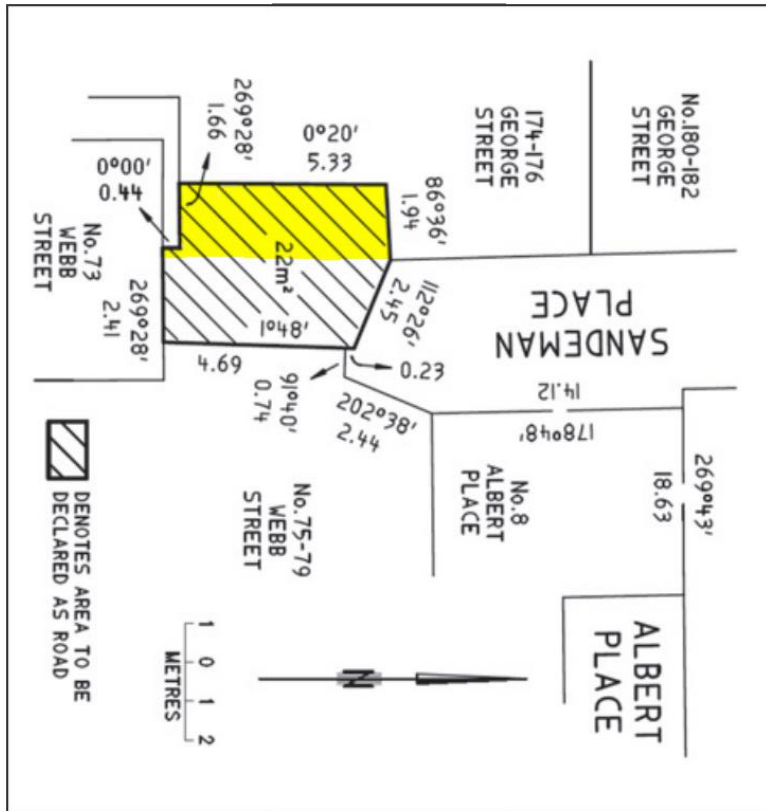 No.180-182
GEORGE
STREET
174-176
GEORGE
STREET
269°28'
1.66
0°20'
5.33
86°36'
1.94
0°00'
0.44
No.73
WEBB
STREET
22m²
112°26'
2.45
SANDEMAN
PLACE
269°28'
2.41
1°48'
4.69
0.23
91°40'
0.74
202°38'
2.44
14.12
178°48'
269°43'
18.63
No.8
ALBERT
PLACE
No.75-79
WEBB
STREET
DENOTES AREA TO BE
DECLARED AS ROAD
ALBERT
PLACE
N
1 0 1 2
METRES